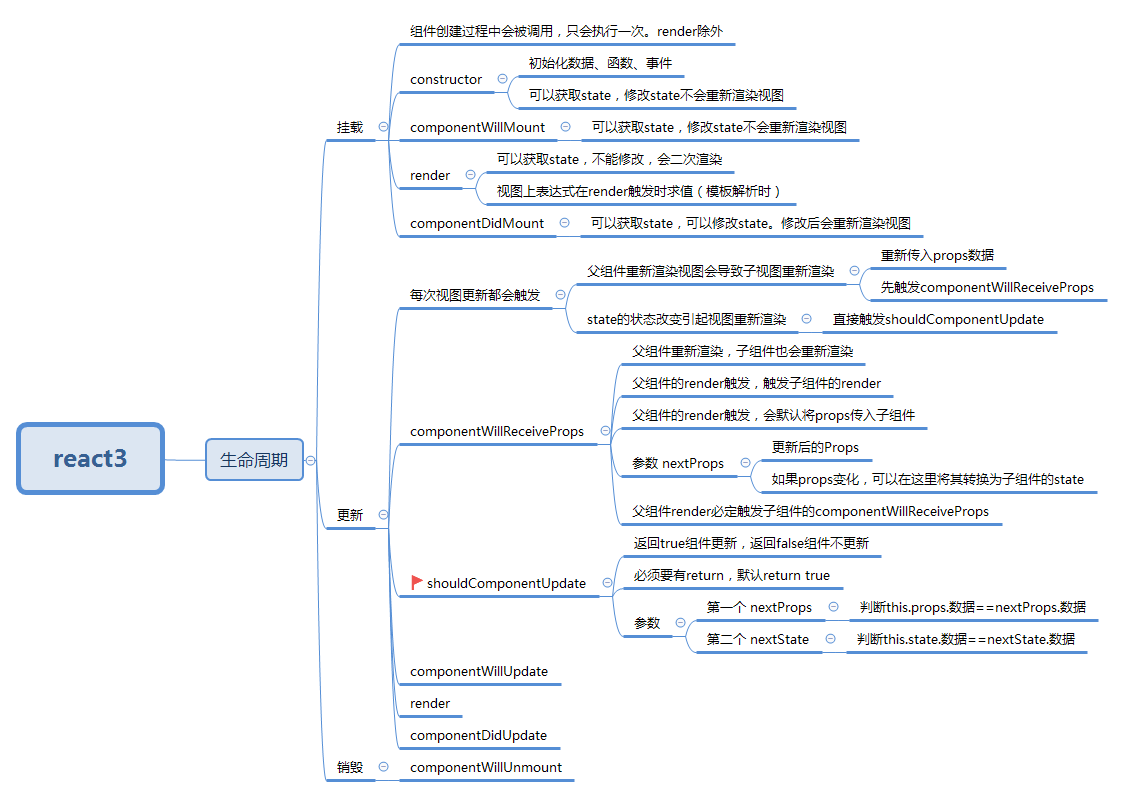 react3
生命周期
挂载
组件创建过程中会被调用，只会执行一次。render除外
constructor
初始化数据、函数、事件
可以获取state，修改state不会重新渲染视图
componentWillMount
可以获取state，修改state不会重新渲染视图
render
可以获取state，不能修改，会二次渲染
视图上表达式在render触发时求值（模板解析时）
componentDidMount
可以获取state，可以修改state。修改后会重新渲染视图
更新
每次视图更新都会触发
父组件重新渲染视图会导致子视图重新渲染
重新传入props数据
先触发componentWillReceiveProps
state的状态改变引起视图重新渲染
直接触发shouldComponentUpdate
componentWillReceiveProps
父组件重新渲染，子组件也会重新渲染
父组件的render触发，触发子组件的render
父组件的render触发，会默认将props传入子组件
参数 nextProps
更新后的Props
如果props变化，可以在这里将其转换为子组件的state
父组件render必定触发子组件的componentWillReceiveProps
shouldComponentUpdate
返回true组件更新，返回false组件不更新
必须要有return，默认return true
参数
第一个 nextProps
判断this.props.数据==nextProps.数据
第二个 nextState
判断this.state.数据==nextState.数据
componentWillUpdate
render
componentDidUpdate
销毁
componentWillUnmount